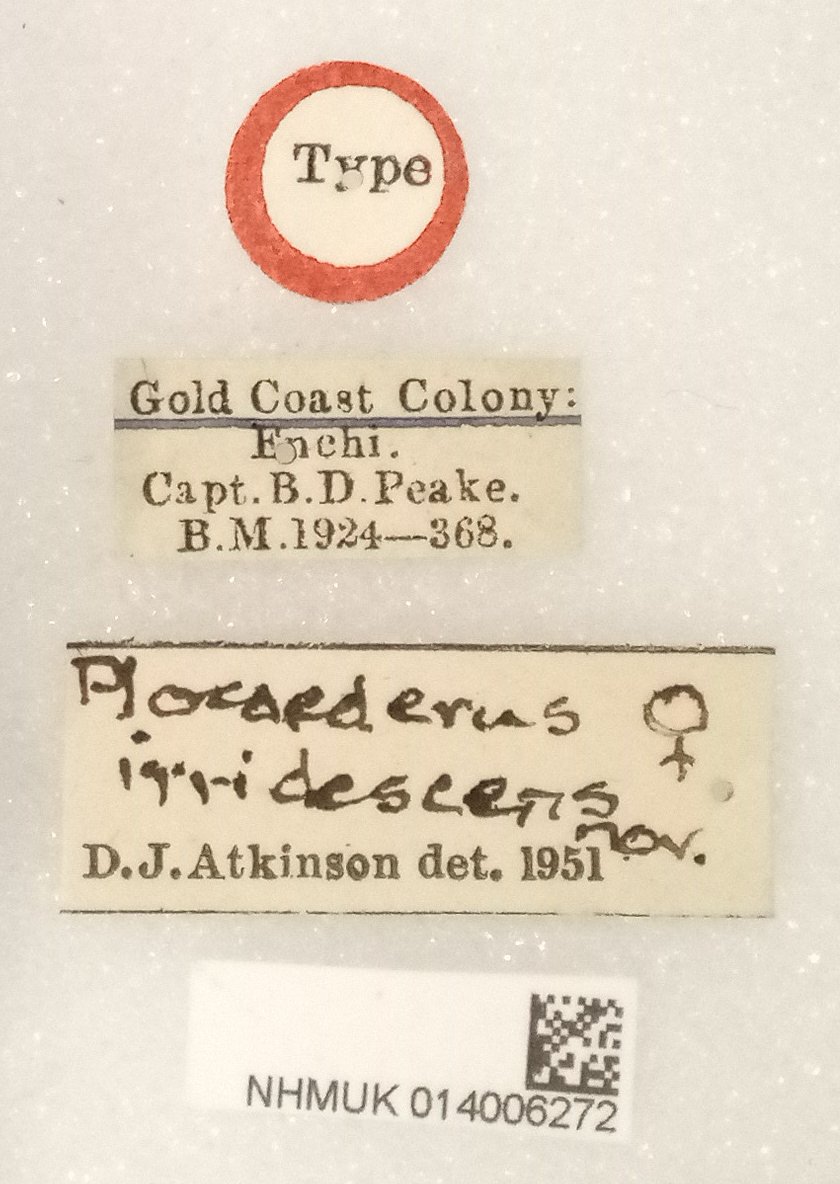 Type
Gold Coast Colony:
Enchi.
Capt. B. D. Peake.
B.M.1924—368.
Plocaederus ♀
irridescens
nov.
D.J. Atkinson det. 1951
NHMUK 014006272